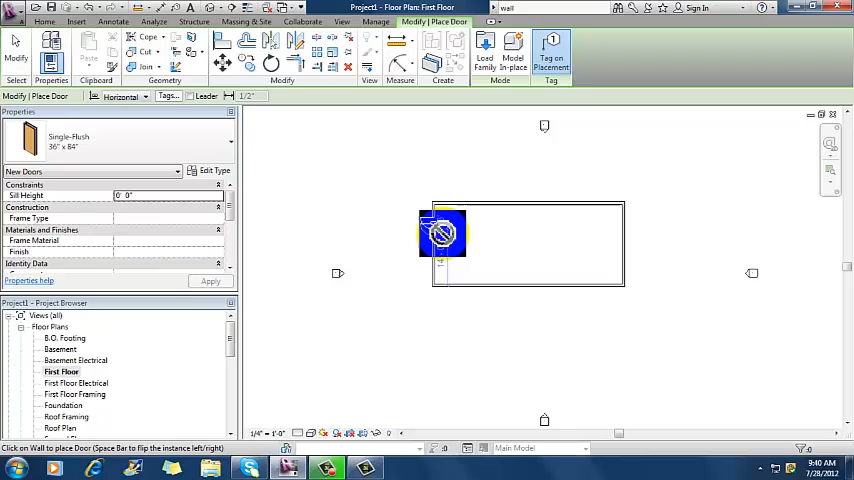 Project1 - Floor Plan: First Floor
wall
Sign In
Home Insert Annotate Analyze Structure Massing & Site Collaborate View Manage Modify | Place Door
Modify
Properties
Paste
Cope
Cut
Join
Load Family
Model In-place
Tag on Placement
Select Properties Clipboard Geometry Modify View Measure Create Mode Tag
Modify | Place Door Horizontal Tags... Leader 1/2"
Properties
Single-Flush
36" x 84"
New Doors Edit Type
Constraints
Sill Height 0' 0"
Construction
Frame Type
Materials and Finishes
Frame Material
Finish
Identity Data
Properties help Apply
Project1 - Project Browser
Views (all)
Floor Plans
B.O. Footing
Basement
Basement Electrical
First Floor
First Floor Electrical
First Floor Framing
Foundation
Roof Framing
Roof Plan
1/4" = 1'-0"
Click on Wall to place Door (Space Bar to flip the instance left/right)
:0
Main Model
:0
9:40 AM
7/28/2012